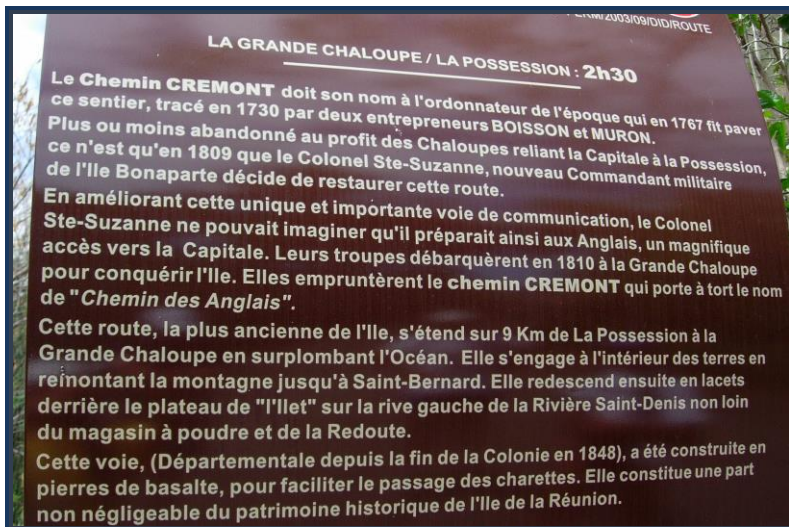 ERM/2003/09/DID/ROUTE
LA GRANDE CHALOUPE / LA POSSESSION : 2h30
Le Chemin CREMONT doit son nom à l'ordonnateur de l'époque qui en 1767 fit paver
ce sentier, tracé en 1730 par deux entrepreneurs BOISSON et MURON.
Plus ou moins abandonné au profit des Chaloupes reliant la Capitale à la Possession,
ce n'est qu'en 1809 que le Colonel Ste-Suzanne, nouveau Commandant militaire
de l'Ile Bonaparte décide de restaurer cette route.
En améliorant cette unique et importante voie de communication, le Colonel
Ste-Suzanne ne pouvait imaginer qu'il préparait ainsi aux Anglais, un magnifique
accès vers la Capitale. Leurs troupes débarquèrent en 1810 à la Grande Chaloupe
pour conquérir l'Ile. Elles empruntèrent le chemin CREMONT qui porte à tort le nom
de "Chemin des Anglais".
Cette route, la plus ancienne de l'Ile, s'étend sur 9 Km de La Possession à la
Grande Chaloupe en surplombant l'Océan. Elle s'engage à l'intérieur des terres en
remontant la montagne jusqu'à Saint-Bernard. Elle redescend ensuite en lacets
derrière le plateau de "l'Ilet" sur la rive gauche de la Rivière Saint-Denis non loin
du magasin à poudre et de la Redoute.
Cette voie, (Départementale depuis la fin de la Colonie en 1848), a été construite en
pierres de basalte, pour faciliter le passage des charettes. Elle constitue une part
non négligeable du patrimoine historique de l'Ile de la Réunion.